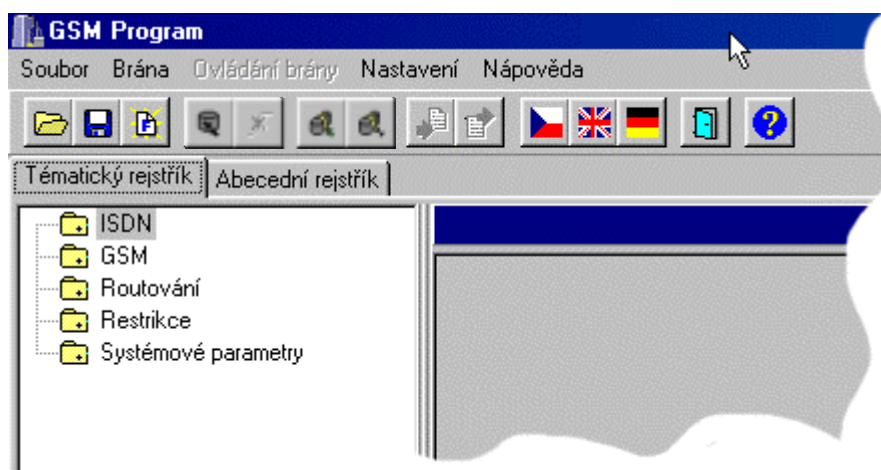 GSM Program
Soubor Brána Ovládání brány Nastavení Nápověda
Tématický rejstřík Abecední rejstřík
ISDN
GSM
Routování
Restrikce
Systémové parametry